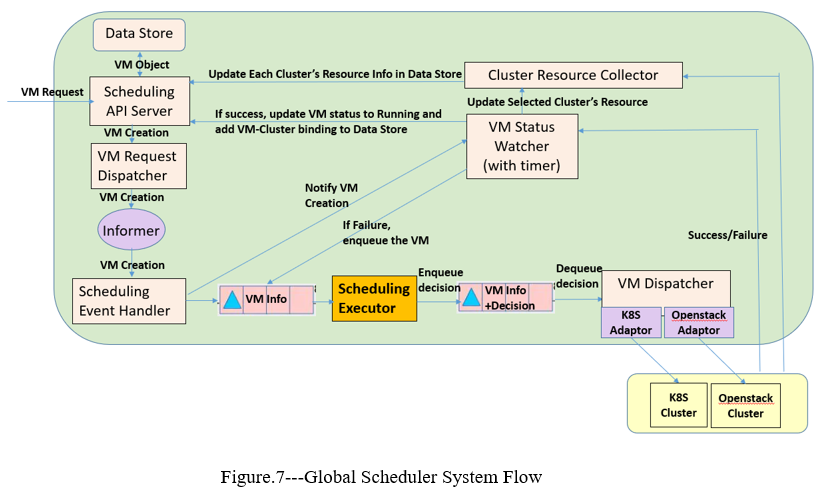 Data Store
VM Object
VM Request
Scheduling
API Server
Update Each Cluster's Resource Info in Data Store
Cluster Resource Collector
Update Selected Cluster's Resource
If success, update VM status to Running and
add VM-Cluster binding to Data Store
VM Status
Watcher
(with timer)
VM Creation
VM Request
Dispatcher
VM Creation
Informer
VM Creation
Notify VM
Creation
If Failure,
enqueue the VM
Success/Failure
Scheduling
Event Handler
VM Info
Scheduling
Executor
Enqueue
decision
VM Info
+Decision
Dequeue
decision
VM Dispatcher
K8S
Adaptor
Openstack
Adaptor
K8S
Cluster
Openstack
Cluster
Figure.7---Global Scheduler System Flow